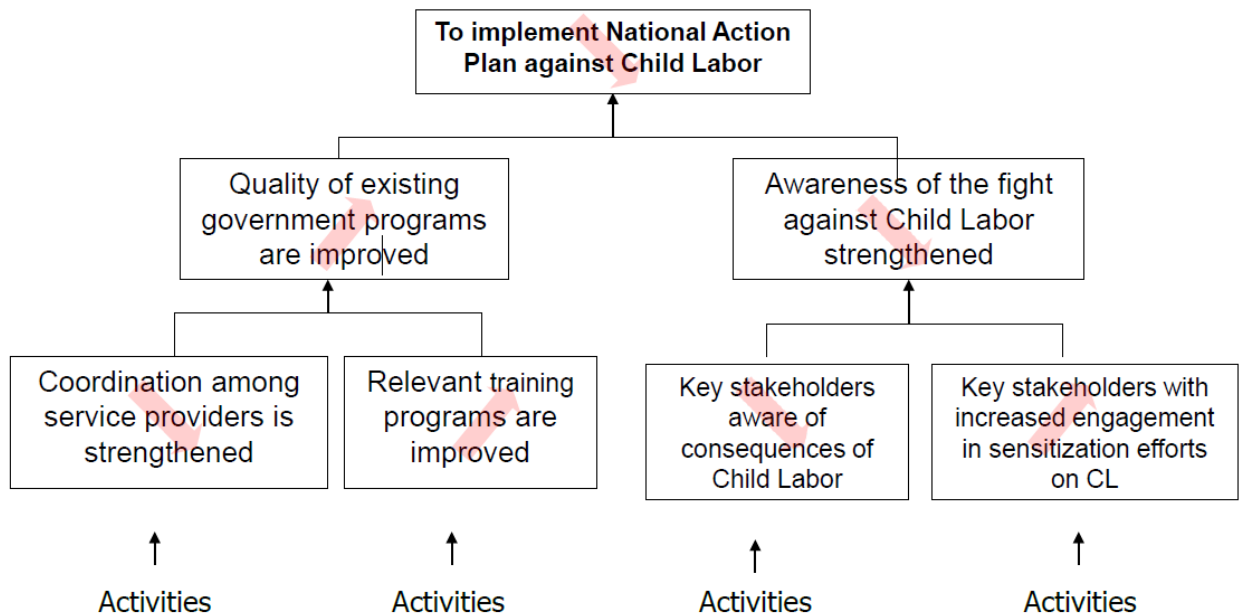 To implement National Action
Plan against Child Labor
Quality of existing
government programs
are improved
Awareness of the fight
against Child Labor
strengthened
Coordination among
service providers is
strengthened
Relevant training
programs are
improved
Key stakeholders
aware of
consequences of
Child Labor
Key stakeholders with
increased engagement
in sensitization efforts
on CL
Activities
Activities
Activities
Activities